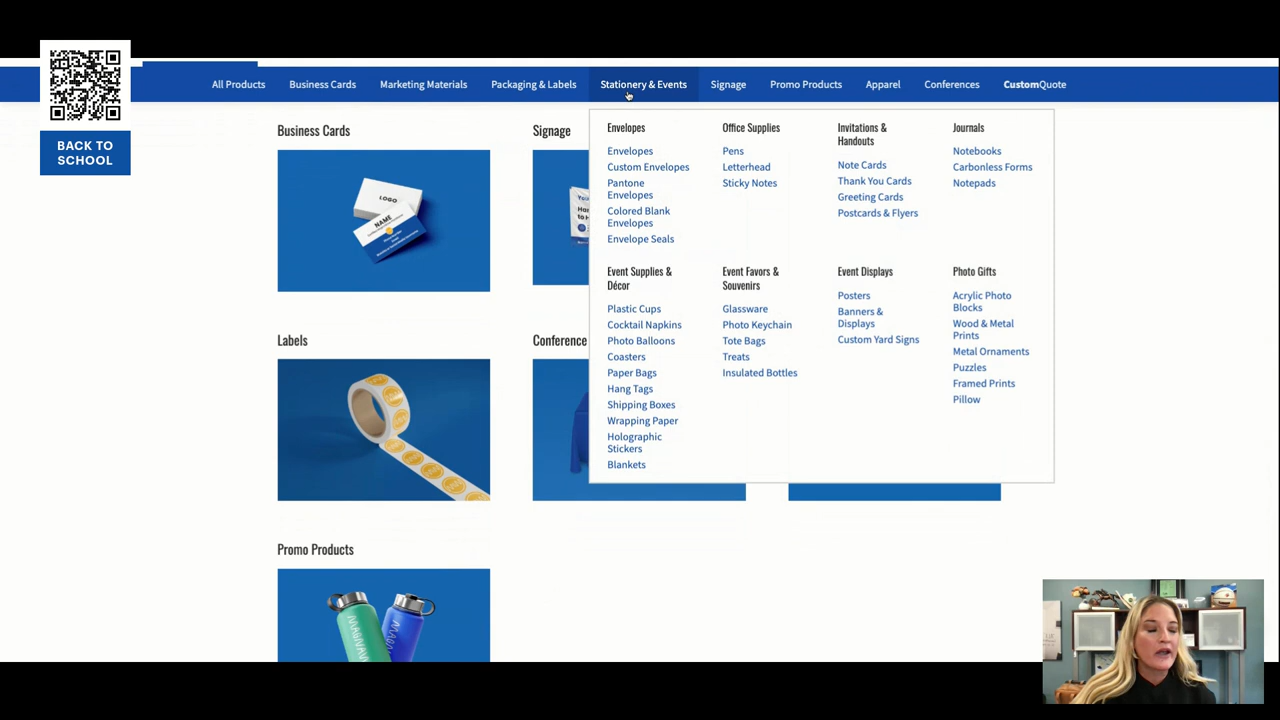 BACK TO
SCHOOL
All Products
Business Cards
Marketing Materials
Packaging & Labels
Stationery & Events
Signage
Promo Products
Apparel
Conferences
CustomQuote
Business Cards
LOGO
NAME
Signage
Labels
Conference
Promo Products
Envelopes
Envelopes
Custom Envelopes
Pantone
Envelopes
Colored Blank
Envelopes
Envelope Seals
Office Supplies
Pens
Letterhead
Sticky Notes
Invitations &
Handouts
Note Cards
Thank You Cards
Greeting Cards
Postcards & Flyers
Journals
Notebooks
Carbonless Forms
Notepads
Event Supplies &
Décor
Plastic Cups
Cocktail Napkins
Photo Balloons
Coasters
Paper Bags
Hang Tags
Shipping Boxes
Wrapping Paper
Holographic
Stickers
Blankets
Event Favors &
Souvenirs
Glassware
Photo Keychain
Tote Bags
Treats
Insulated Bottles
Event Displays
Posters
Banners &
Displays
Custom Yard Signs
Photo Gifts
Acrylic Photo
Blocks
Wood & Metal
Prints
Metal Ornaments
Puzzles
Framed Prints
Pillow